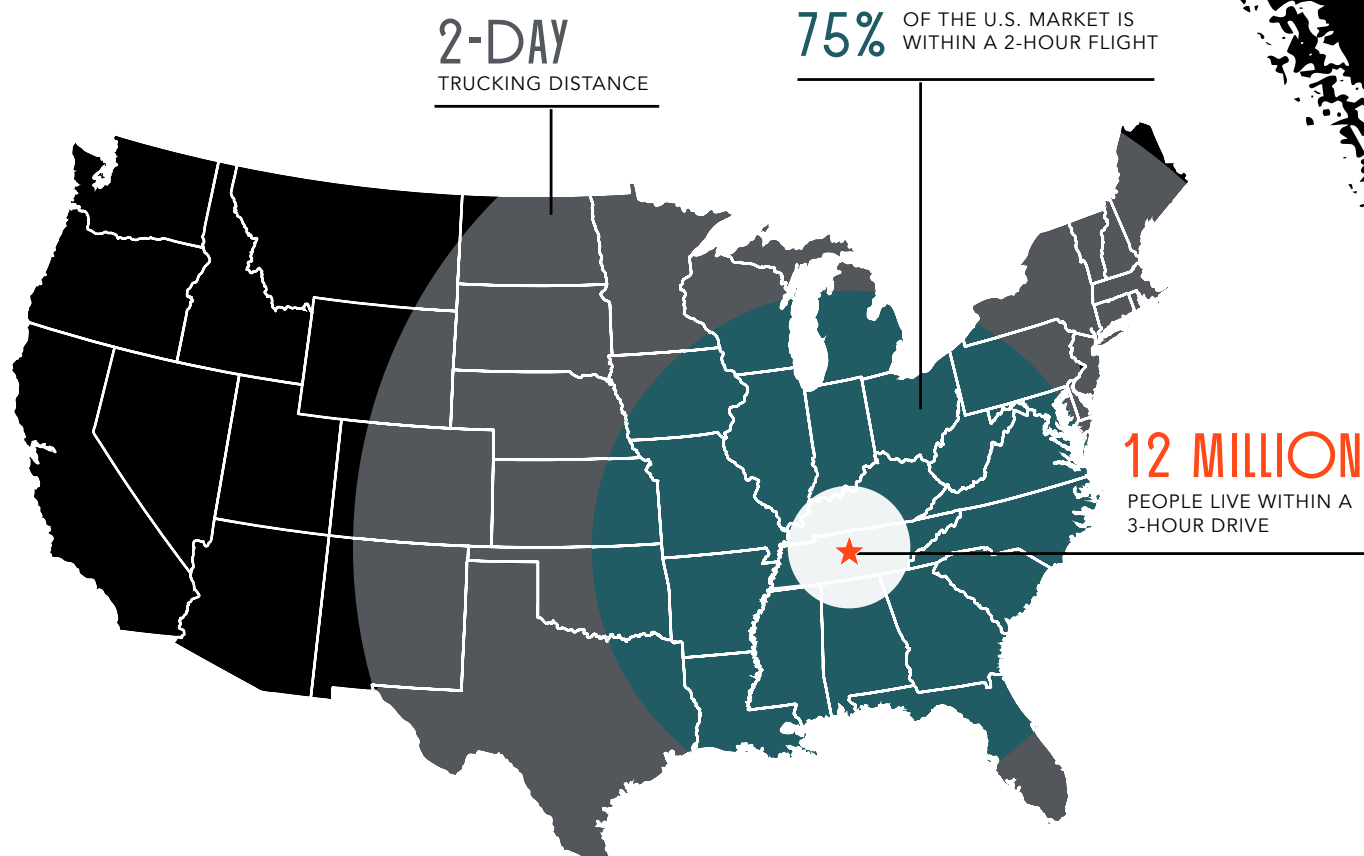 2-DAY
TRUCKING DISTANCE
75%
OF THE U.S. MARKET IS
WITHIN A 2-HOUR FLIGHT
12 MILLION
PEOPLE LIVE WITHIN A
3-HOUR DRIVE